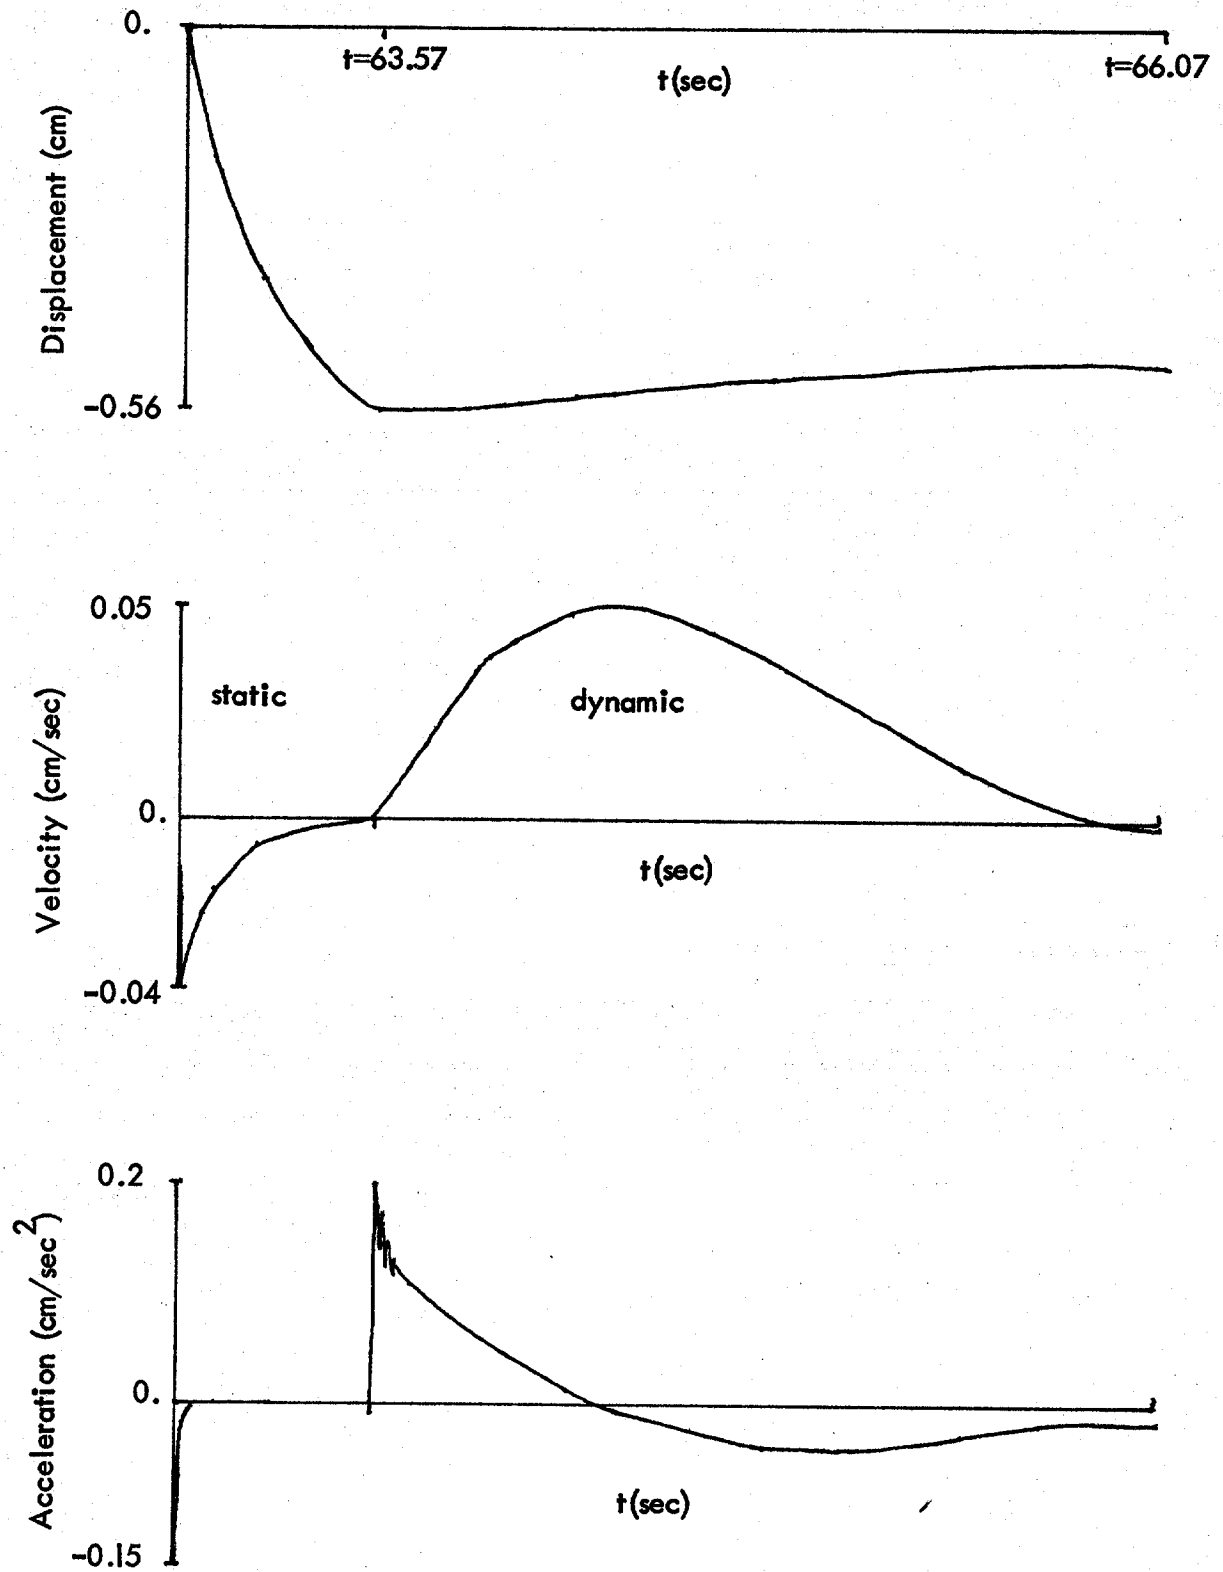 0.
t=63.57
t(sec)
t=66.07
Displacement (cm)
-0.56
0.05
static
dynamic
Velocity (cm/sec)
0.
t(sec)
-0.04
0.2
Acceleration (cm/sec2)
0.
t(sec)
-0.15